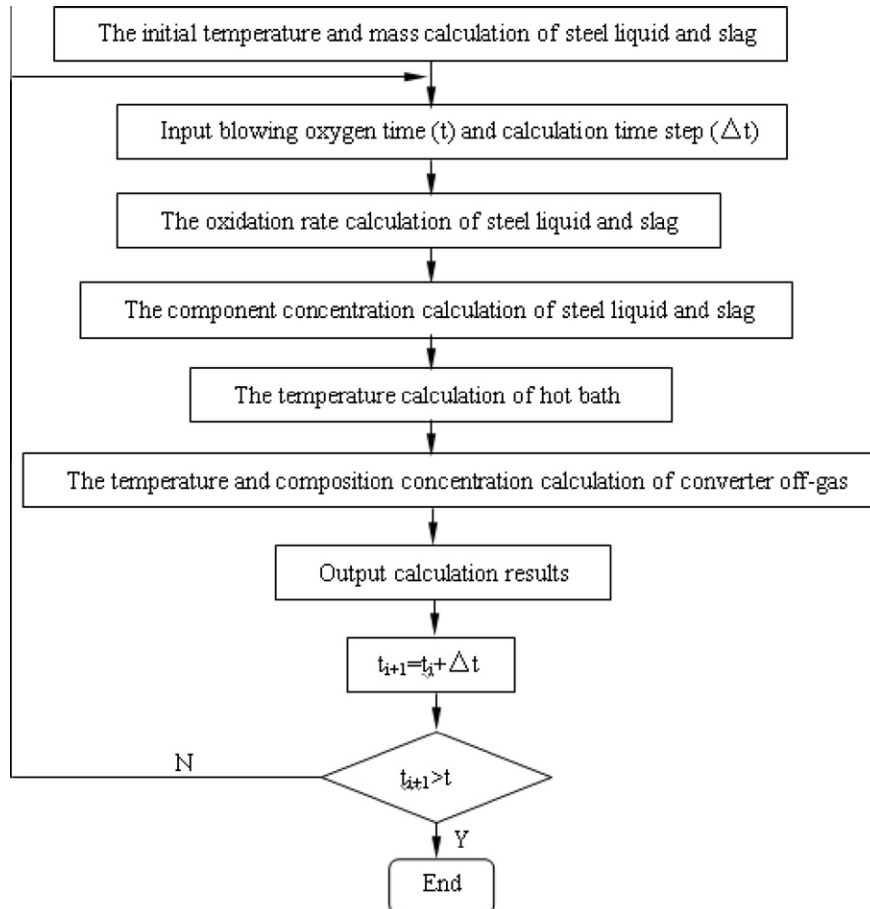 The initial temperature and mass calculation of steel liquid and slag
Input blowing oxygen time (t) and calculation time step (△t)
The oxidation rate calculation of steel liquid and slag
The component concentration calculation of steel liquid and slag
The temperature calculation of hot bath
The temperature and composition concentration calculation of converter off-gas
Output calculation results
tᵢ₊₁=tᵢ+△t
N
tᵢ₊₁>t
Y
End